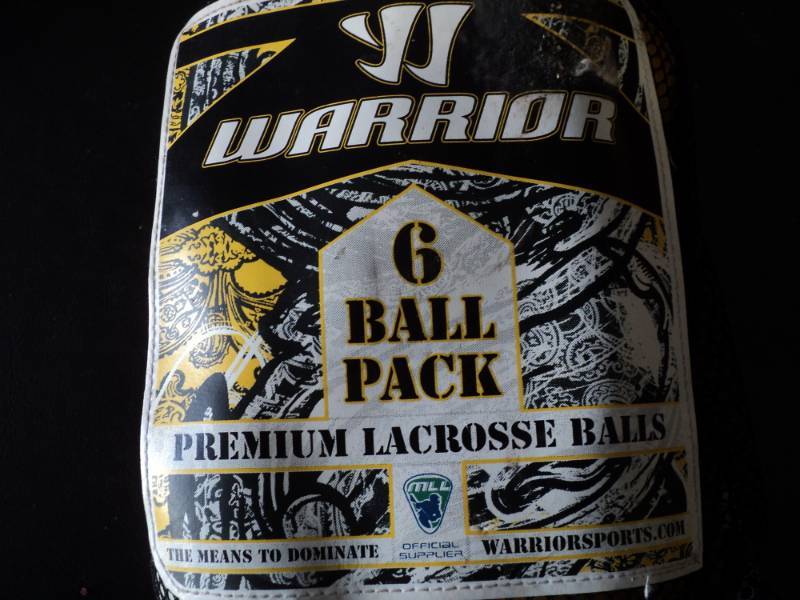 WARRIOR
6
BALL
PACK
PREMIUM LACROSSE BALLS
MLL
OFFICIAL
SUPPLIER
THE MEANS TO DOMINATE
WARRIORSPORTS.COM